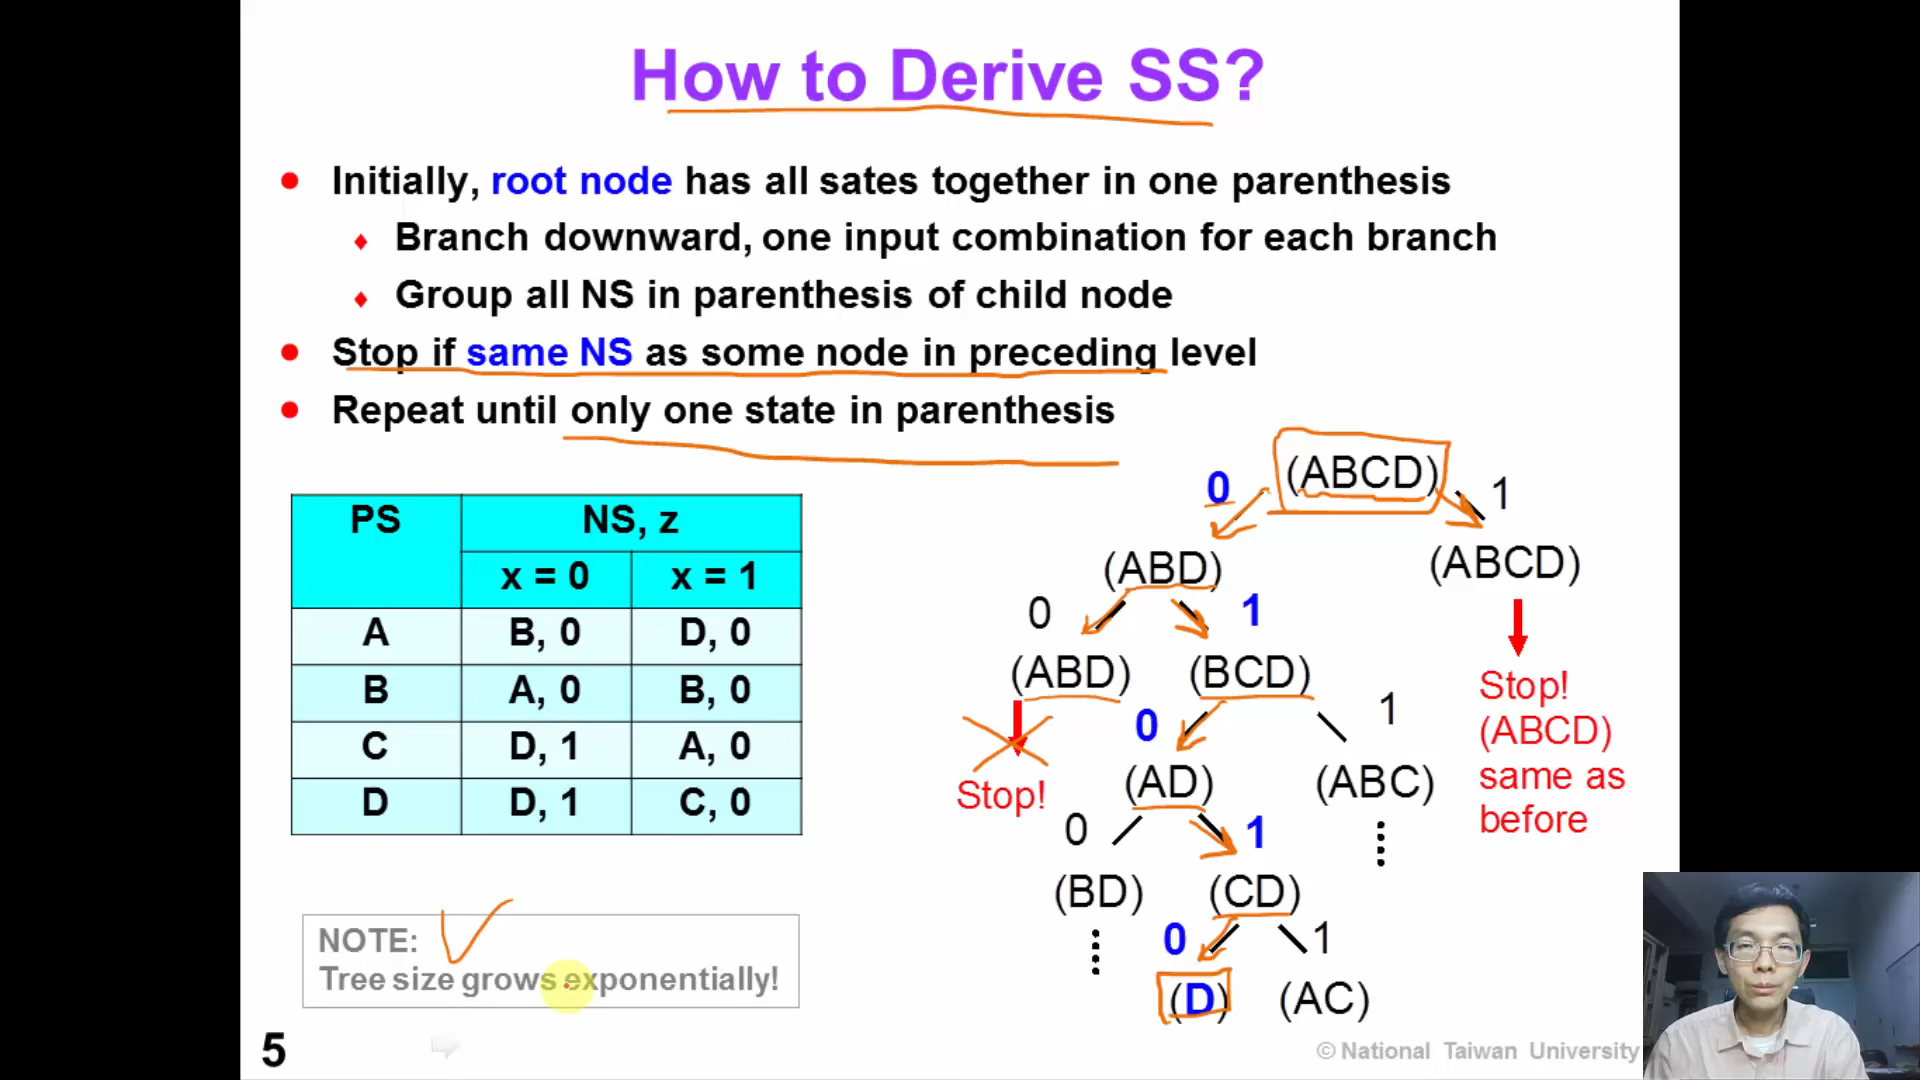 How to Derive SS?
• Initially, root node has all sates together in one parenthesis
♦ Branch downward, one input combination for each branch
♦ Group all NS in parenthesis of child node
• Stop if same NS as some node in preceding level
• Repeat until only one state in parenthesis
PS NS, z
x = 0 x = 1
A B, 0 D, 0
B A, 0 B, 0
C D, 1 A, 0
D D, 1 C, 0
NOTE:
Tree size grows exponentially!
0 (ABCD) 1
(ABD) (ABCD)
0 1
(ABD) (BCD)
Stop!
(ABCD)
same as
before
0 1
Stop! (AD) (ABC)
0 1
(BD) (CD)
0 1
(D) (AC)
5
© National Taiwan University